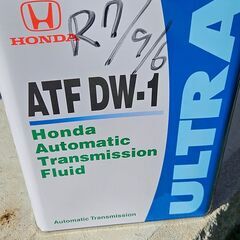 HONDA
R7/9/6
ATF DW-1
Honda
Automatic
Transmission
Fluid
Automatic Transmission
ULTRA